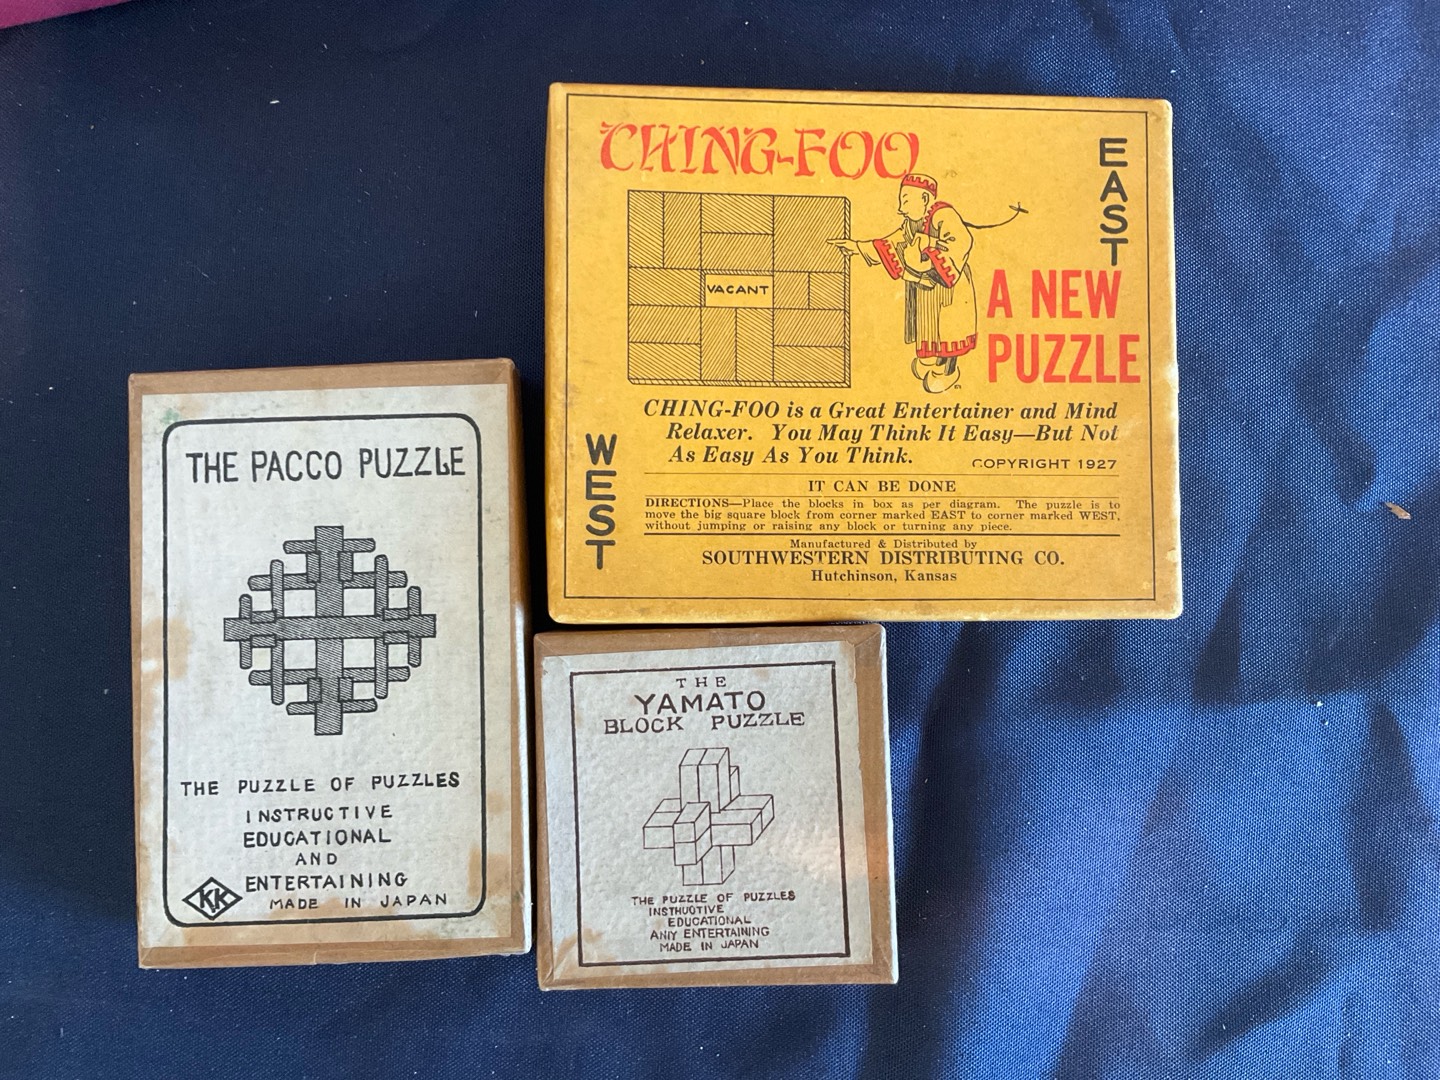 CHING-FOO
EAST
VACANT
A NEW
PUZZLE
WEST
CHING-FOO is a Great Entertainer and Mind
Relaxer. You May Think It Easy—But Not
As Easy As You Think.
COPYRIGHT 1927
IT CAN BE DONE
DIRECTIONS—Place the blocks in box as per diagram. The puzzle is to
move the big square block from corner marked EAST to corner marked WEST,
without jumping or raising any block or turning any piece.
Manufactured & Distributed by
SOUTHWESTERN DISTRIBUTING CO.
Hutchinson, Kansas
THE PACCO PUZZLE
THE PUZZLE OF PUZZLES
INSTRUCTIVE
EDUCATIONAL
AND
ENTERTAINING
KK
MADE IN JAPAN
THE
YAMATO
BLOCK PUZZLE
THE PUZZLE OF PUZZLES
INSTHUOTIVE
EDUCATIONAL
ANIY ENTERTAINING
MADE IN JAPAN